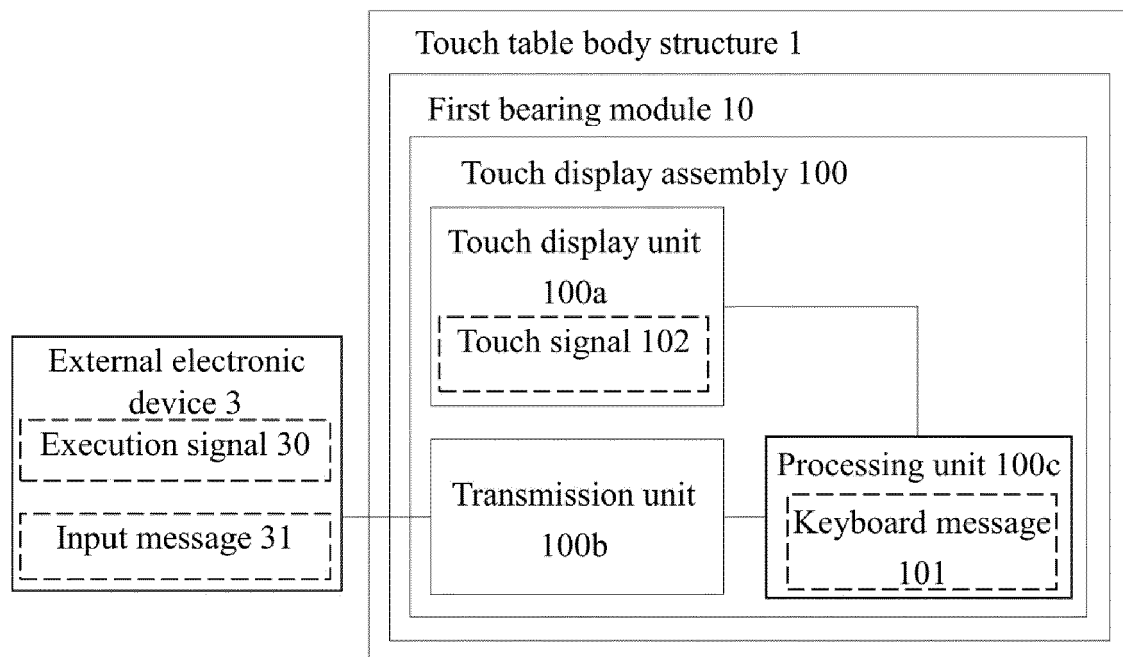 Touch table body structure 1
First bearing module 10
Touch display assembly 100
Touch display unit
100a
Touch signal 102
External electronic
device 3
Execution signal 30
Input message 31
Transmission unit
100b
Processing unit 100c
Keyboard message
101